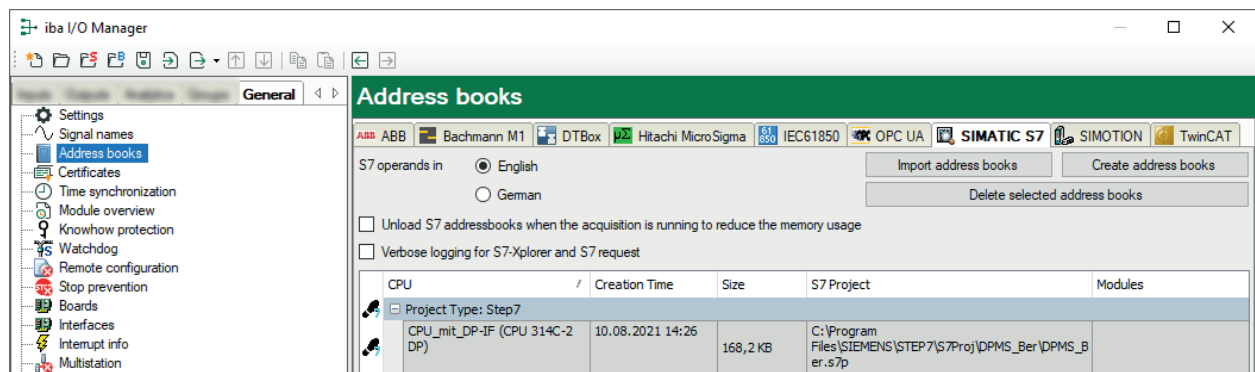 iba I/O Manager
General
Address books
Settings
Signal names
Address books
Certificates
Time synchronization
Module overview
Knowhow protection
Watchdog
Remote configuration
Stop prevention
Boards
Interfaces
Interrupt info
Multistation
ABB ABB Bachmann M1 DTBox µΣ Hitachi MicroSigma 61 850 IEC61850 OPC UA SIMATIC S7 SIMOTION TwinCAT
S7 operands in English Import address books Create address books
German Delete selected address books
Unload S7 addressbooks when the acquisition is running to reduce the memory usage
Verbose logging for S7-Xplorer and S7 request
CPU / Creation Time Size S7 Project Modules
Project Type: Step7
CPU_mit_DP-IF (CPU 314C-2 DP)
10.08.2021 14:26
168,2 KB
C:\Program
Files\SIEMENS\STEP7\S7Proj\DPMS_Ber\DPMS_B
er.s7p